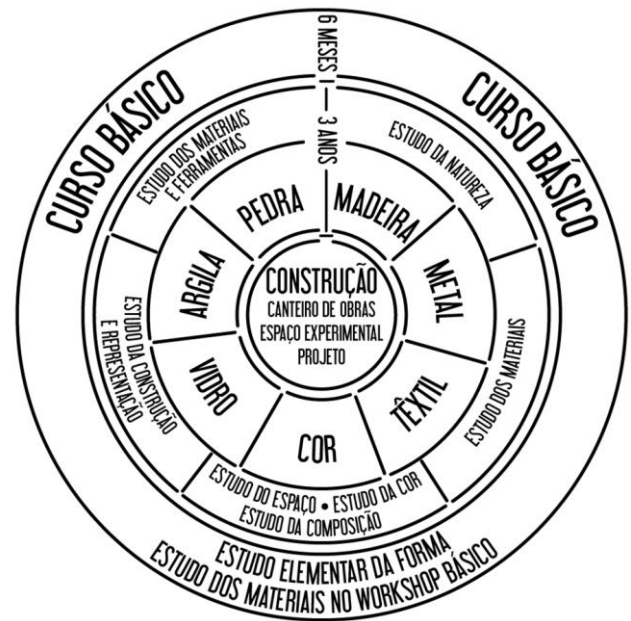 CURSO BÁSICO
6 MESES
CURSO BÁSICO
3 ANOS
ESTUDO DOS MATERIAIS
E FERRAMENTAS
ESTUDO DA NATUREZA
ESTUDO DOS MATERIAIS
ESTUDO DO ESPAÇO • ESTUDO DA COR
ESTUDO DA COMPOSIÇÃO
ESTUDO DA CONSTRUÇÃO
E REPRESENTAÇÃO
PEDRA
MADEIRA
METAL
TÊXTIL
COR
VIDRO
ARGILA
CONSTRUÇÃO
CANTEIRO DE OBRAS
ESPAÇO EXPERIMENTAL
PROJETO
ESTUDO ELEMENTAR DA FORMA
ESTUDO DOS MATERIAIS NO WORKSHOP BÁSICO